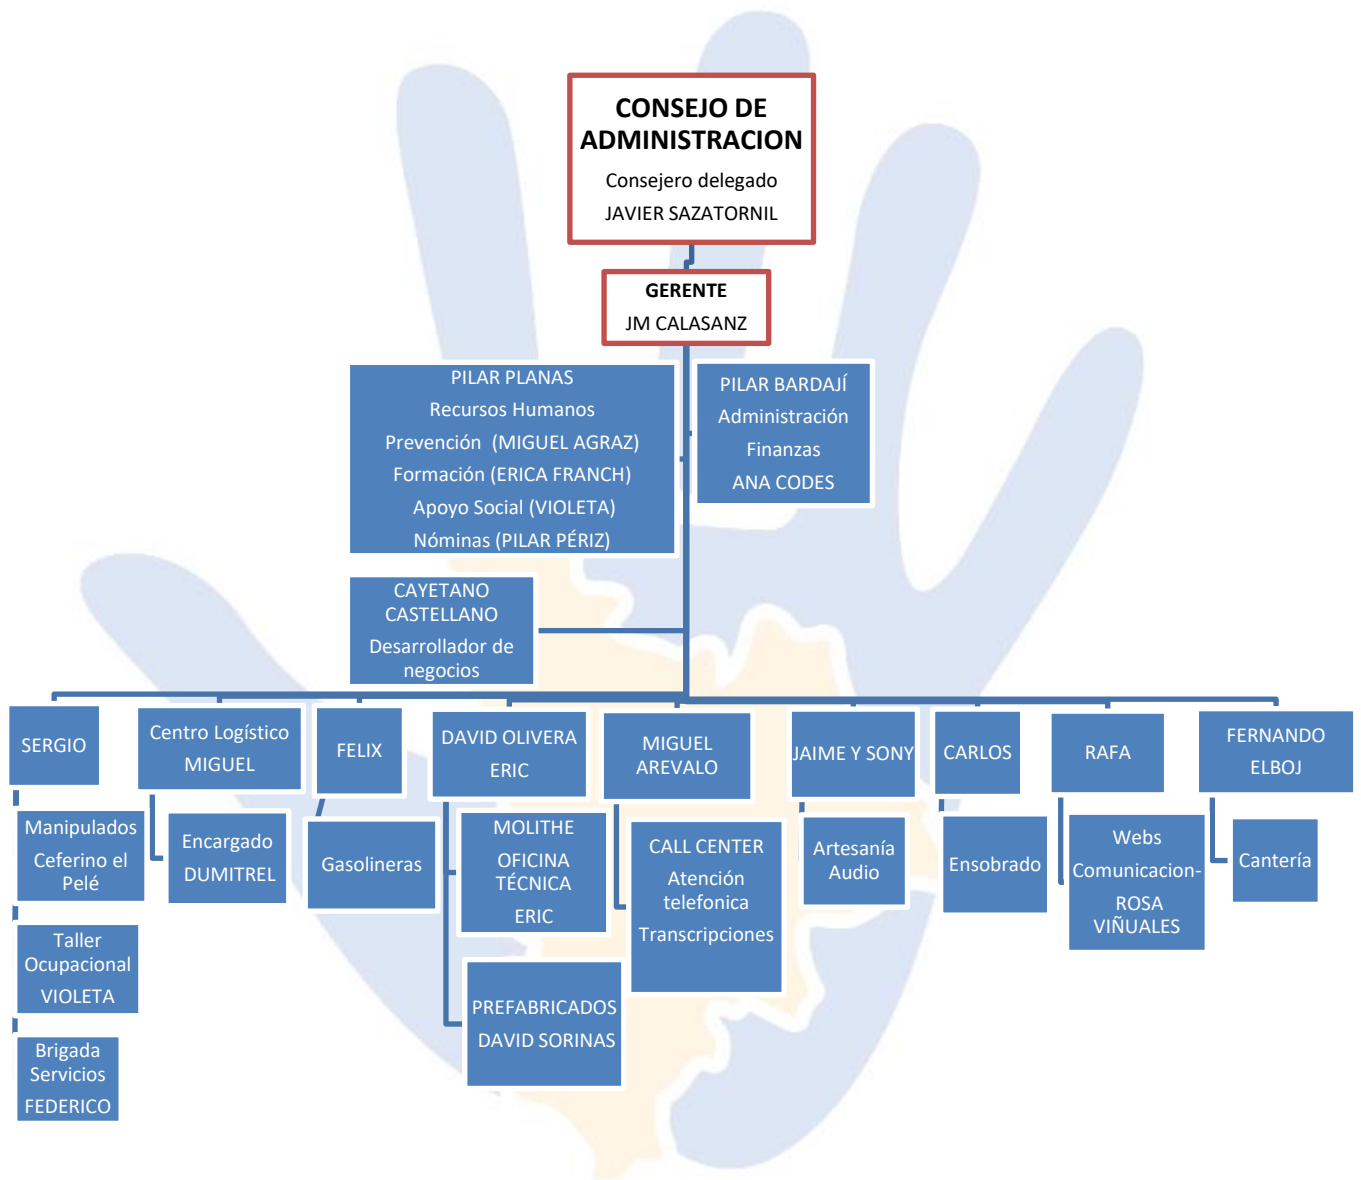 CONSEJO DE
ADMINISTRACION
Consejero delegado
JAVIER SAZATORNIL
GERENTE
JM CALASANZ
PILAR PLANAS
Recursos Humanos
Prevención (MIGUEL AGRAZ)
Formación (ERICA FRANCH)
Apoyo Social (VIOLETA)
Nóminas (PILAR PÉRIZ)
PILAR BARDAJÍ
Administración
Finanzas
ANA CODES
CAYETANO
CASTELLANO
Desarrollador de
negocios
SERGIO
Centro Logístico
MIGUEL
FELIX
DAVID OLIVERA
ERIC
MIGUEL
AREVALO
JAIME Y SONY
CARLOS
RAFA
FERNANDO
ELBOJ
Manipulados
Ceferino el
Pelé
Encargado
DUMITREL
Gasolineras
MOLITHE
OFICINA
TÉCNICA
ERIC
CALL CENTER
Atención
telefonica
Transcripciones
Artesanía
Audio
Ensobrado
Webs
Comunicacion-
ROSA
VIÑUALES
Cantería
Taller
Ocupacional
VIOLETA
PREFABRICADOS
DAVID SORINAS
Brigada
Servicios
FEDERICO